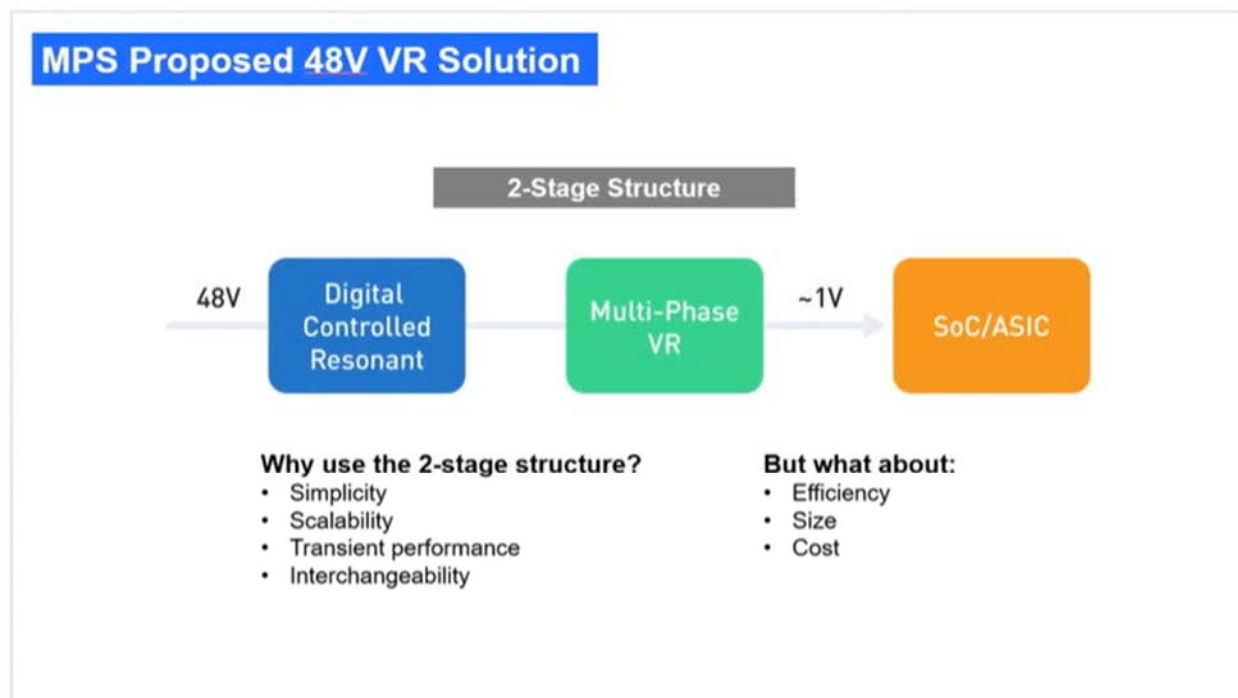 MPS Proposed 48V VR Solution
2-Stage Structure
48V
Digital
Controlled
Resonant
Multi-Phase
VR
~1V
SoC/ASIC
Why use the 2-stage structure?
• Simplicity
• Scalability
• Transient performance
• Interchangeability
But what about:
• Efficiency
• Size
• Cost